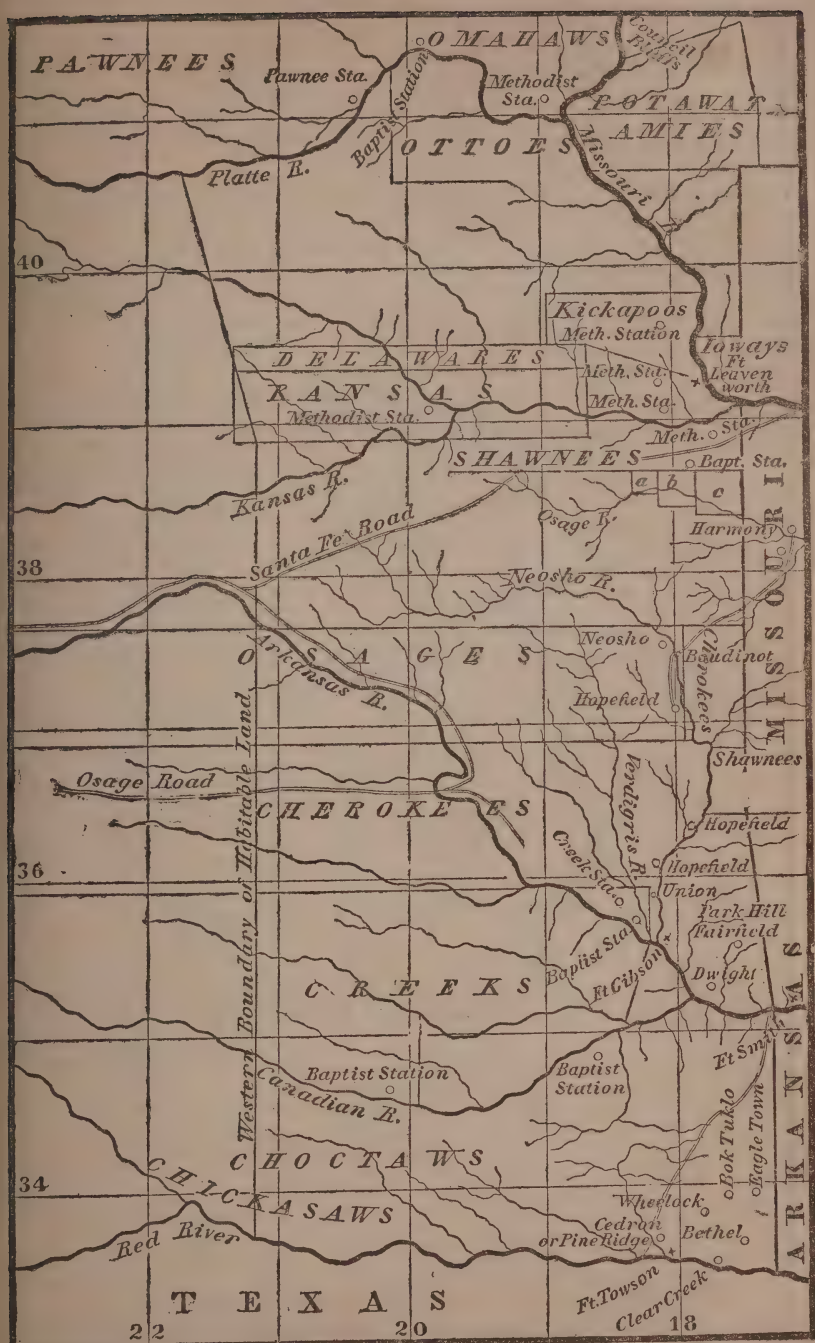 OMAHAWS
Council
Bluffs
PAWNEES
Pawnee Sta.
Baptist Station
Methodist
Sta.
POTAWAT
AMIES
OTTOES
Missouri R.
Platte R.
40
Kickapoos
Meth. Station
Ioways
Ft
Leaven
worth
DELAWARES
Meth. Sta.
KANSAS
Meth. Sta.
Methodist Sta.
Meth. Sta.
SHAWNEES
Bapt. Sta.
a b c
Kansas R.
Osage R.
Harmony
Santa Fe Road
38
Neosho R.
MISSOURI
Neosho
Cherokees
Boudinot
OSAGES
Arkansas R.
Hopefield
Shawnees
Osage Road
CHEROKEES
Verdigris R.
Hopefield
36
Hopefield
Creek Sta.
Union
Park Hill
Fairfield
Baptist Sta.
Ft Gibson
Dwight
CREEKS
Ft Smith
Western Boundary of Habitable Land
Baptist Station
Baptist
Station
Canadian R.
ARKANSAS
Bok Tuklo
Eagle Town
CHOCTAWS
34
CHICKASAWS
Wheelock
Cedron
or Pine Ridge
Bethel
Red River
Ft. Towson
Clear Creek
TEXAS
22
20
18